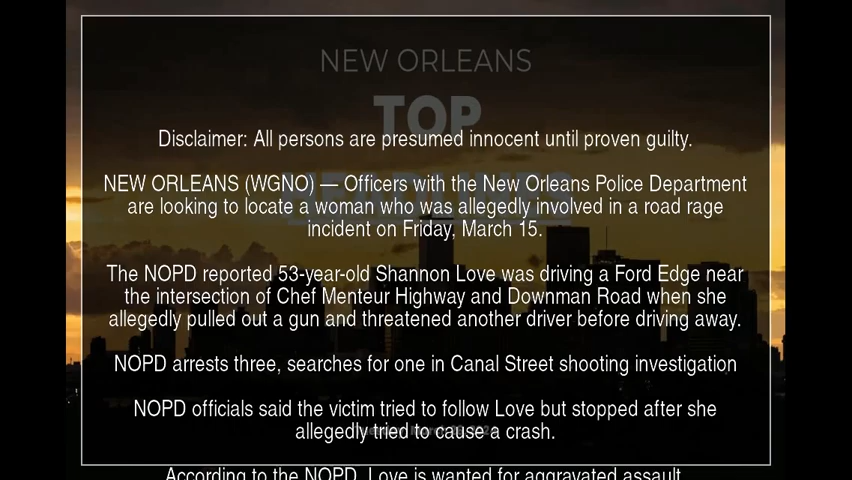 NEW ORLEANS
TOP
Disclaimer: All persons are presumed innocent until proven guilty.
NEW ORLEANS (WGNO) — Officers with the New Orleans Police Department
are looking to locate a woman who was allegedly involved in a road rage
incident on Friday, March 15.
The NOPD reported 53-year-old Shannon Love was driving a Ford Edge near
the intersection of Chef Menteur Highway and Downman Road when she
allegedly pulled out a gun and threatened another driver before driving away.
NOPD arrests three, searches for one in Canal Street shooting investigation
NOPD officials said the victim tried to follow Love but stopped after she
allegedly tried to cause a crash.
According to the NOPD, Love is wanted for aggravated assault